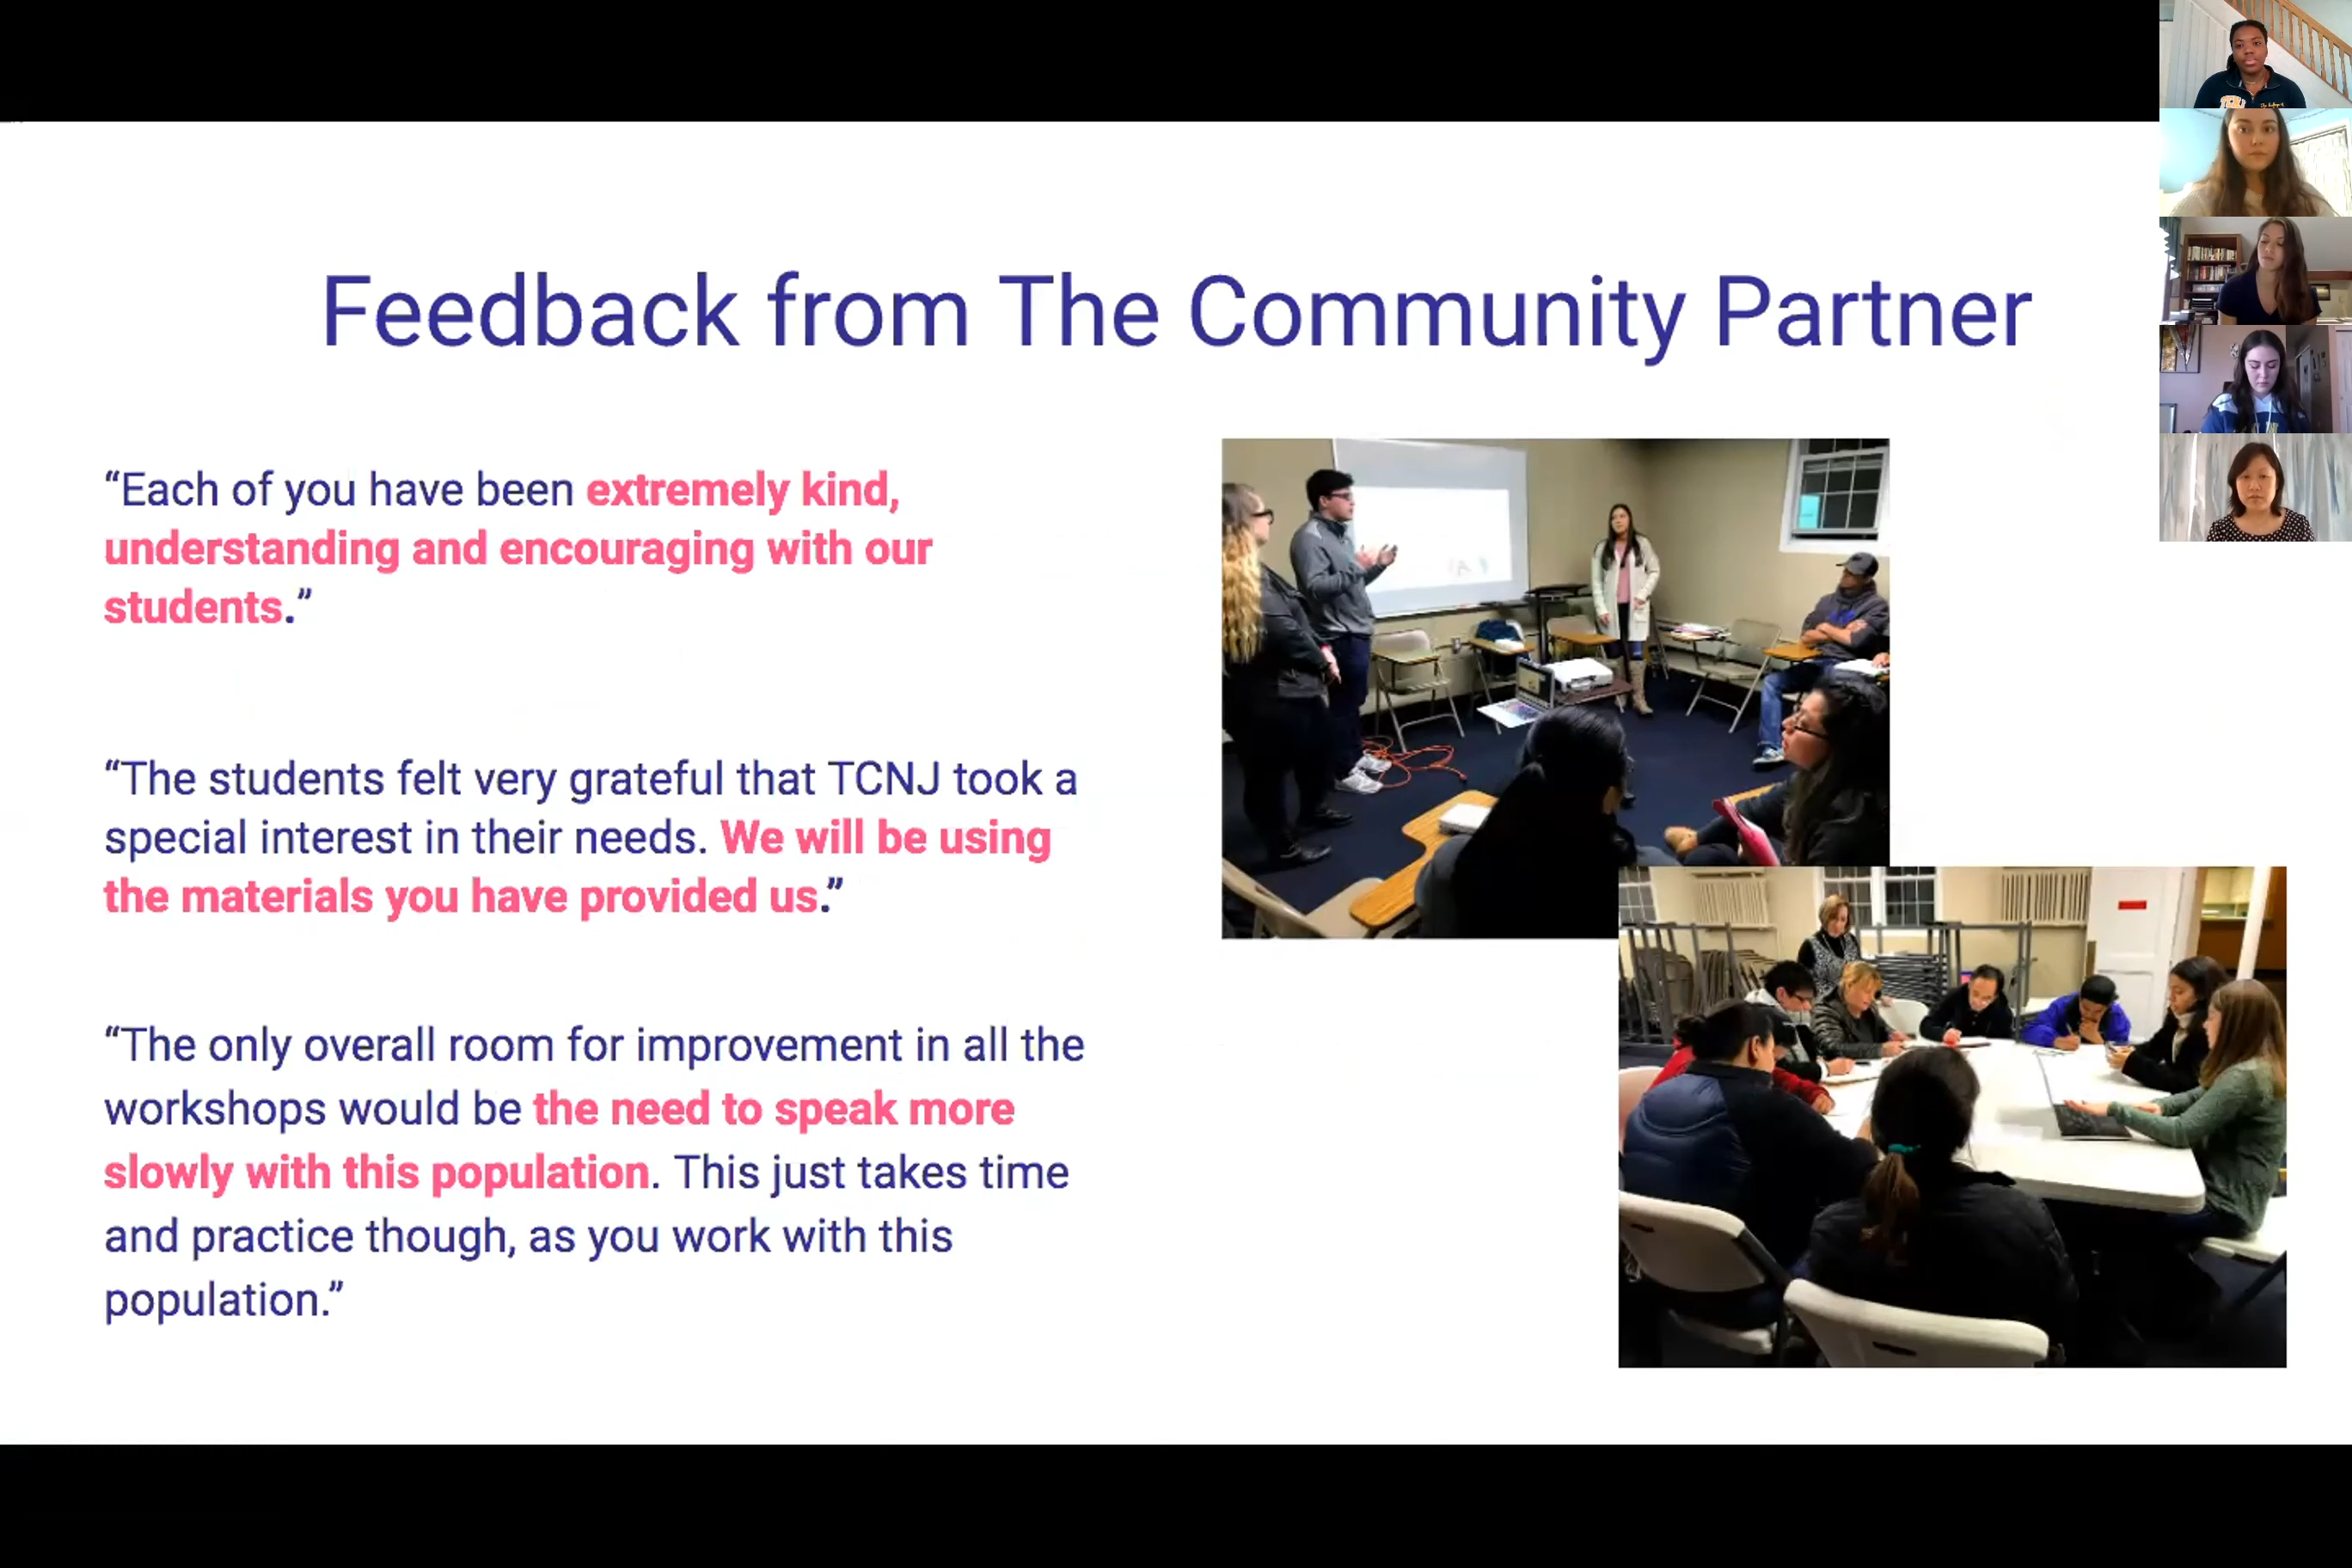 Feedback from The Community Partner
“Each of you have been extremely kind,
understanding and encouraging with our
students.”
“The students felt very grateful that TCNJ took a
special interest in their needs. We will be using
the materials you have provided us.”
“The only overall room for improvement in all the
workshops would be the need to speak more
slowly with this population. This just takes time
and practice though, as you work with this
population.”